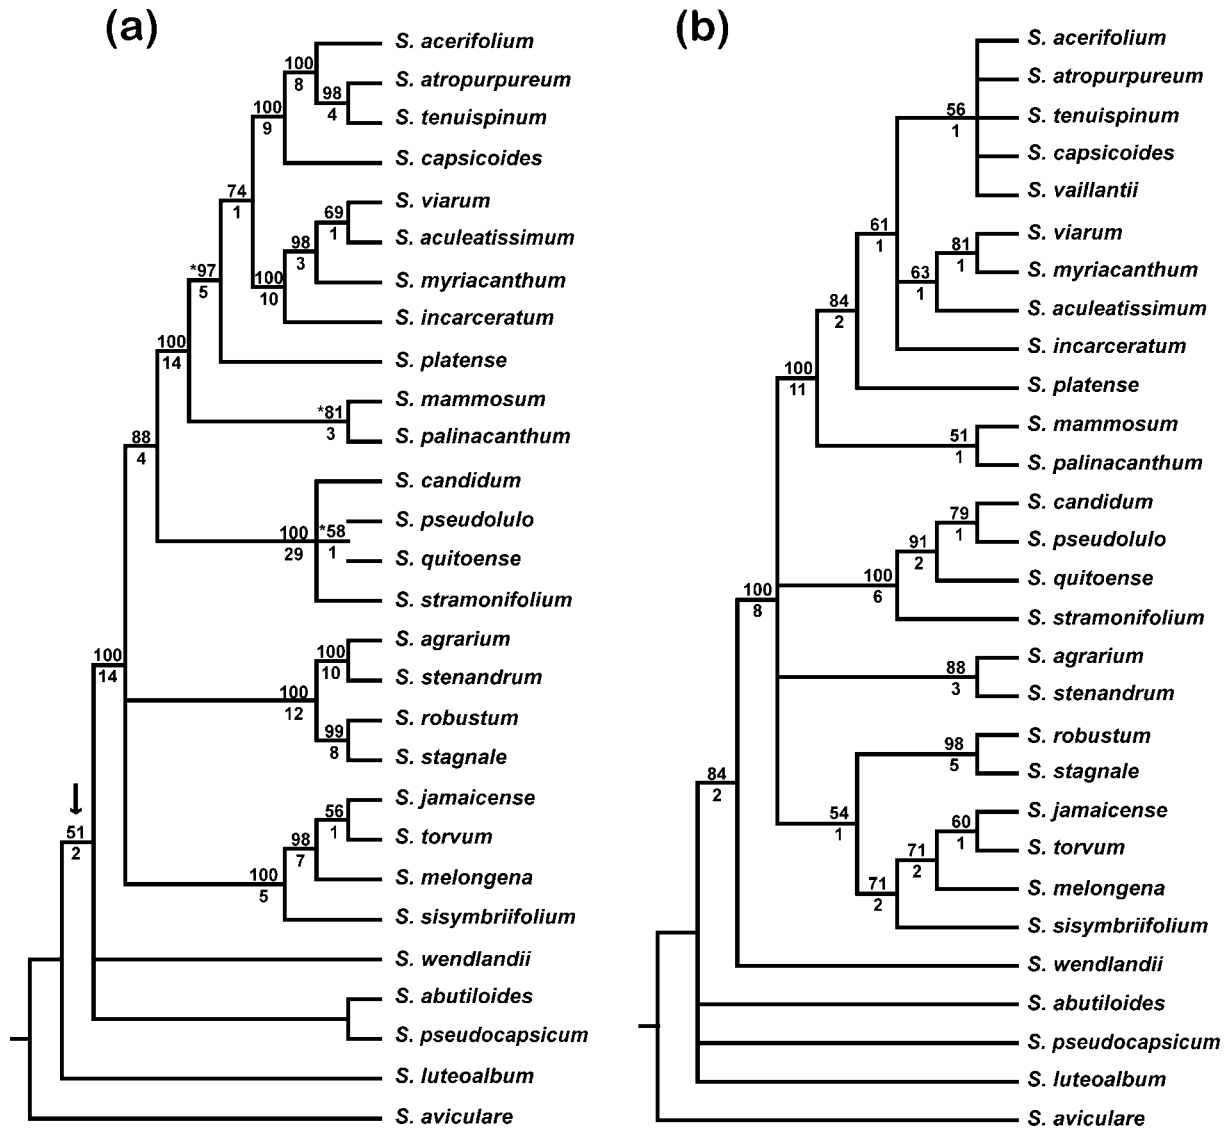 (a)
S. acerifolium
100
8
S. atropurpureum
98
4
S. tenuispinum
100
9
S. capsicoides
74
1
S. viarum
69
1
S. aculeatissimum
98
3
*97
5
100
10
S. myriacanthum
S. incarceratum
100
14
S. platense
S. mammosum
*81
3
S. palinacanthum
88
4
S. candidum
S. pseudolulo
100
29
*58
1
S. quitoense
S. stramonifolium
S. agrarium
100
10
100
14
S. stenandrum
100
12
S. robustum
99
8
S. stagnale
S. jamaicense
56
1
51
2
S. torvum
98
7
S. melongena
100
5
S. sisymbriifolium
S. wendlandii
S. abutiloides
S. pseudocapsicum
S. luteoalbum
S. aviculare
(b)
S. acerifolium
S. atropurpureum
56
1
S. tenuispinum
S. capsicoides
S. vaillantii
61
1
S. viarum
81
1
63
1
S. myriacanthum
84
2
S. aculeatissimum
S. incarceratum
100
11
S. platense
S. mammosum
51
1
S. palinacanthum
S. candidum
79
1
S. pseudolulo
91
2
S. quitoense
100
6
100
8
S. stramonifolium
S. agrarium
88
3
S. stenandrum
S. robustum
98
5
S. stagnale
84
2
S. jamaicense
60
1
54
1
S. torvum
71
2
S. melongena
71
2
S. sisymbriifolium
S. wendlandii
S. abutiloides
S. pseudocapsicum
S. luteoalbum
S. aviculare